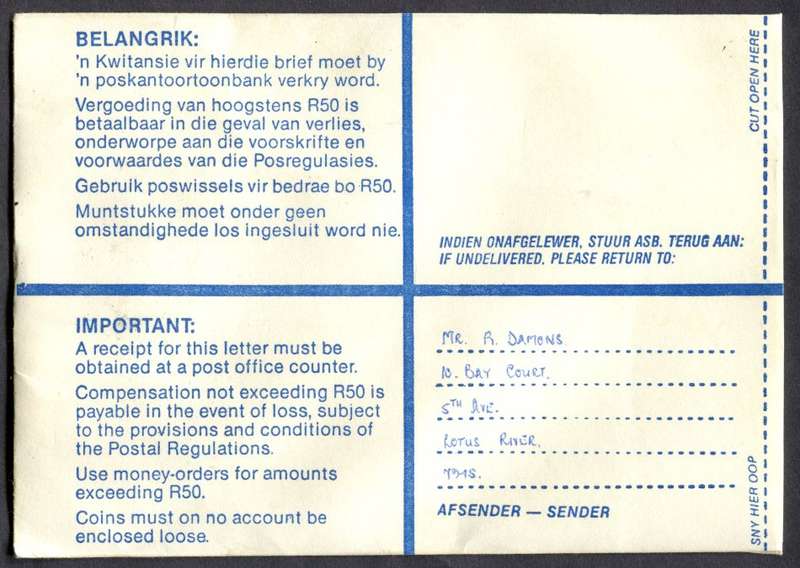 BELANGRIK:
'n Kwitansie vir hierdie brief moet by
'n poskantoortoonbank verkry word.
Vergoeding van hoogstens R50 is
betaalbaar in die geval van verlies,
onderworpe aan die voorskrifte en
voorwaardes van die Posregulasies.
Gebruik poswissels vir bedrae bo R50.
Muntstukke moet onder geen
omstandighede los ingesluit word nie.
CUT OPEN HERE
INDIEN ONAFGELEWER, STUUR ASB. TERUG AAN:
IF UNDELIVERED, PLEASE RETURN TO:
IMPORTANT:
A receipt for this letter must be
obtained at a post office counter.
Compensation not exceeding R50 is
payable in the event of loss, subject
to the provisions and conditions of
the Postal Regulations.
Use money-orders for amounts
exceeding R50.
Coins must on no account be
enclosed loose.
MR. R. DAMONS
10. BAY COURT.
5TH AVE.
LOTUS RIVER.
AFSENDER — SENDER
SNY HIER OOP